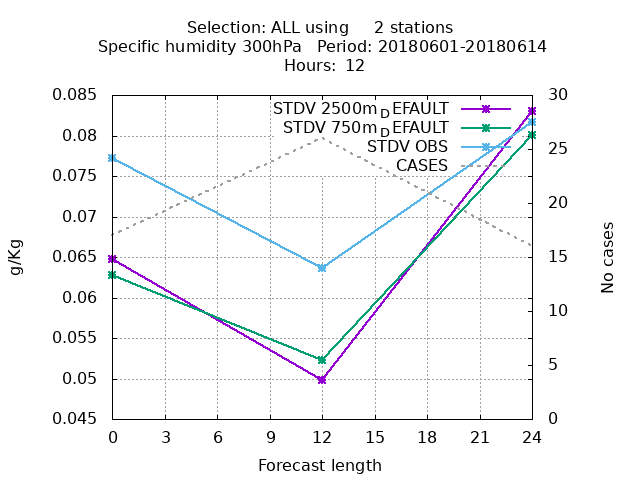 Selection: ALL using     2 stations
Specific humidity 300hPa   Period: 20180601-20180614
Hours: 12
STDV 2500m_DEFAULT
STDV 750m_DEFAULT
STDV OBS
CASES
0.085
0.08
0.075
0.07
0.065
0.06
0.055
0.05
0.045
g/Kg
30
25
20
15
10
5
0
No cases
0 3 6 9 12 15 18 21 24
Forecast length